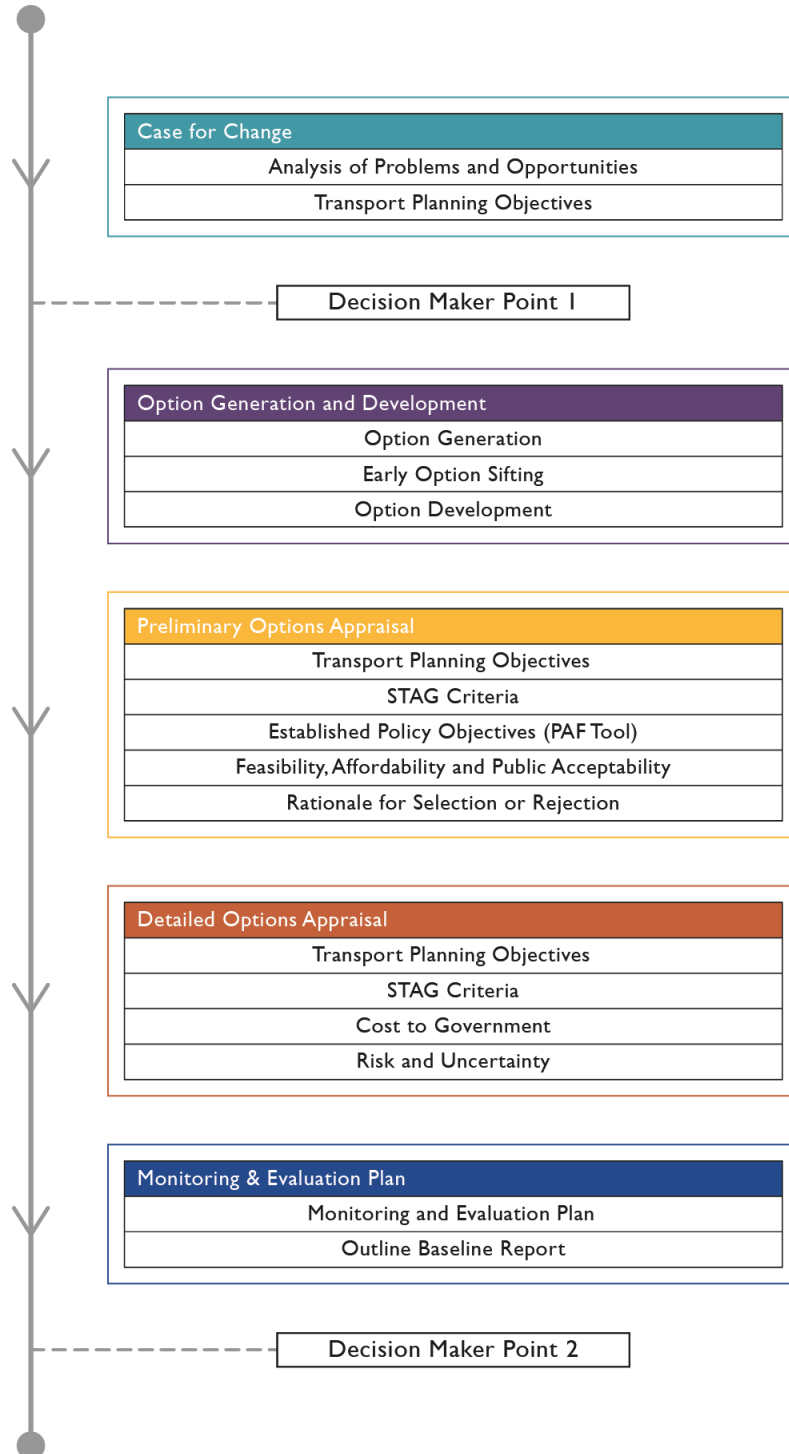 Case for Change
Analysis of Problems and Opportunities
Transport Planning Objectives
Decision Maker Point 1
Option Generation and Development
Option Generation
Early Option Sifting
Option Development
Preliminary Options Appraisal
Transport Planning Objectives
STAG Criteria
Established Policy Objectives (PAF Tool)
Feasibility, Affordability and Public Acceptability
Rationale for Selection or Rejection
Detailed Options Appraisal
Transport Planning Objectives
STAG Criteria
Cost to Government
Risk and Uncertainty
Monitoring & Evaluation Plan
Monitoring and Evaluation Plan
Outline Baseline Report
Decision Maker Point 2